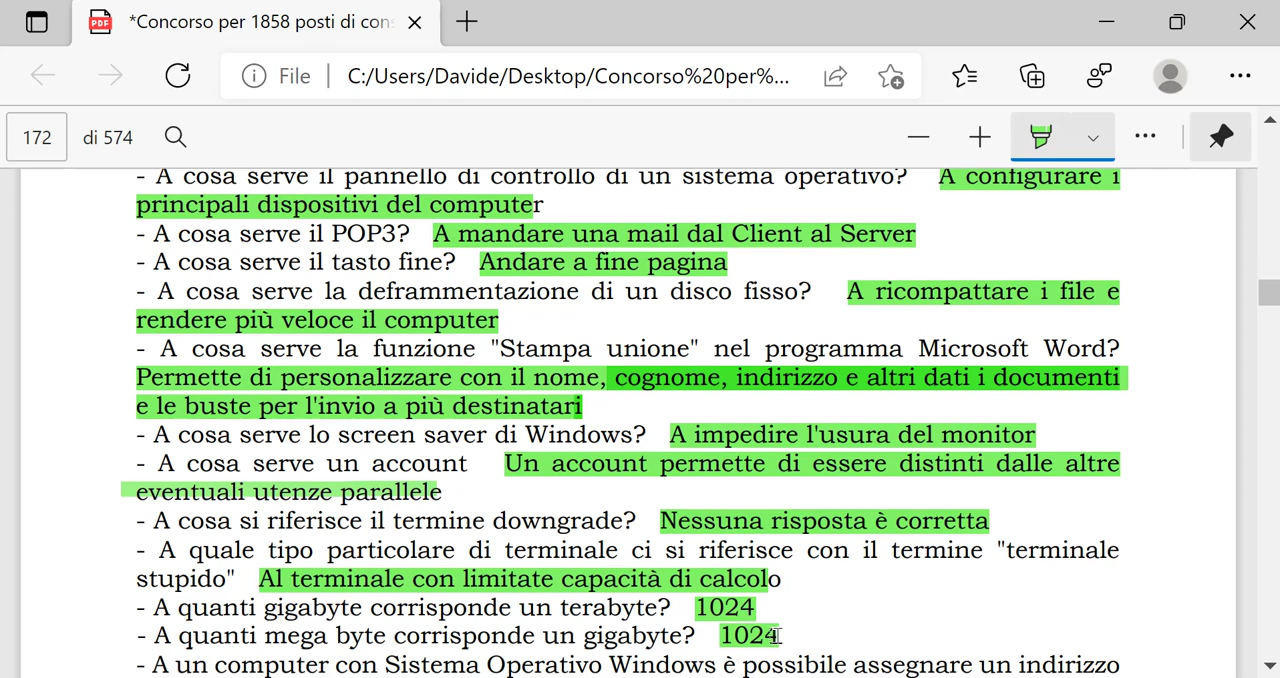 *Concorso per 1858 posti di con
File
C:/Users/Davide/Desktop/Concorso%20per%...
172 di 574
- A cosa serve il pannello di controllo di un sistema operativo? A configurare i
principali dispositivi del computer
- A cosa serve il POP3? A mandare una mail dal Client al Server
- A cosa serve il tasto fine? Andare a fine pagina
- A cosa serve la deframmentazione di un disco fisso? A ricompattare i file e
rendere più veloce il computer
- A cosa serve la funzione "Stampa unione" nel programma Microsoft Word?
Permette di personalizzare con il nome, cognome, indirizzo e altri dati i documenti
e le buste per l'invio a più destinatari
- A cosa serve lo screen saver di Windows? A impedire l'usura del monitor
- A cosa serve un account Un account permette di essere distinti dalle altre
eventuali utenze parallele
- A cosa si riferisce il termine downgrade? Nessuna risposta è corretta
- A quale tipo particolare di terminale ci si riferisce con il termine "terminale
stupido" Al terminale con limitate capacità di calcolo
- A quanti gigabyte corrisponde un terabyte? 1024
- A quanti mega byte corrisponde un gigabyte? 1024
- A un computer con Sistema Operativo Windows è possibile assegnare un indirizzo